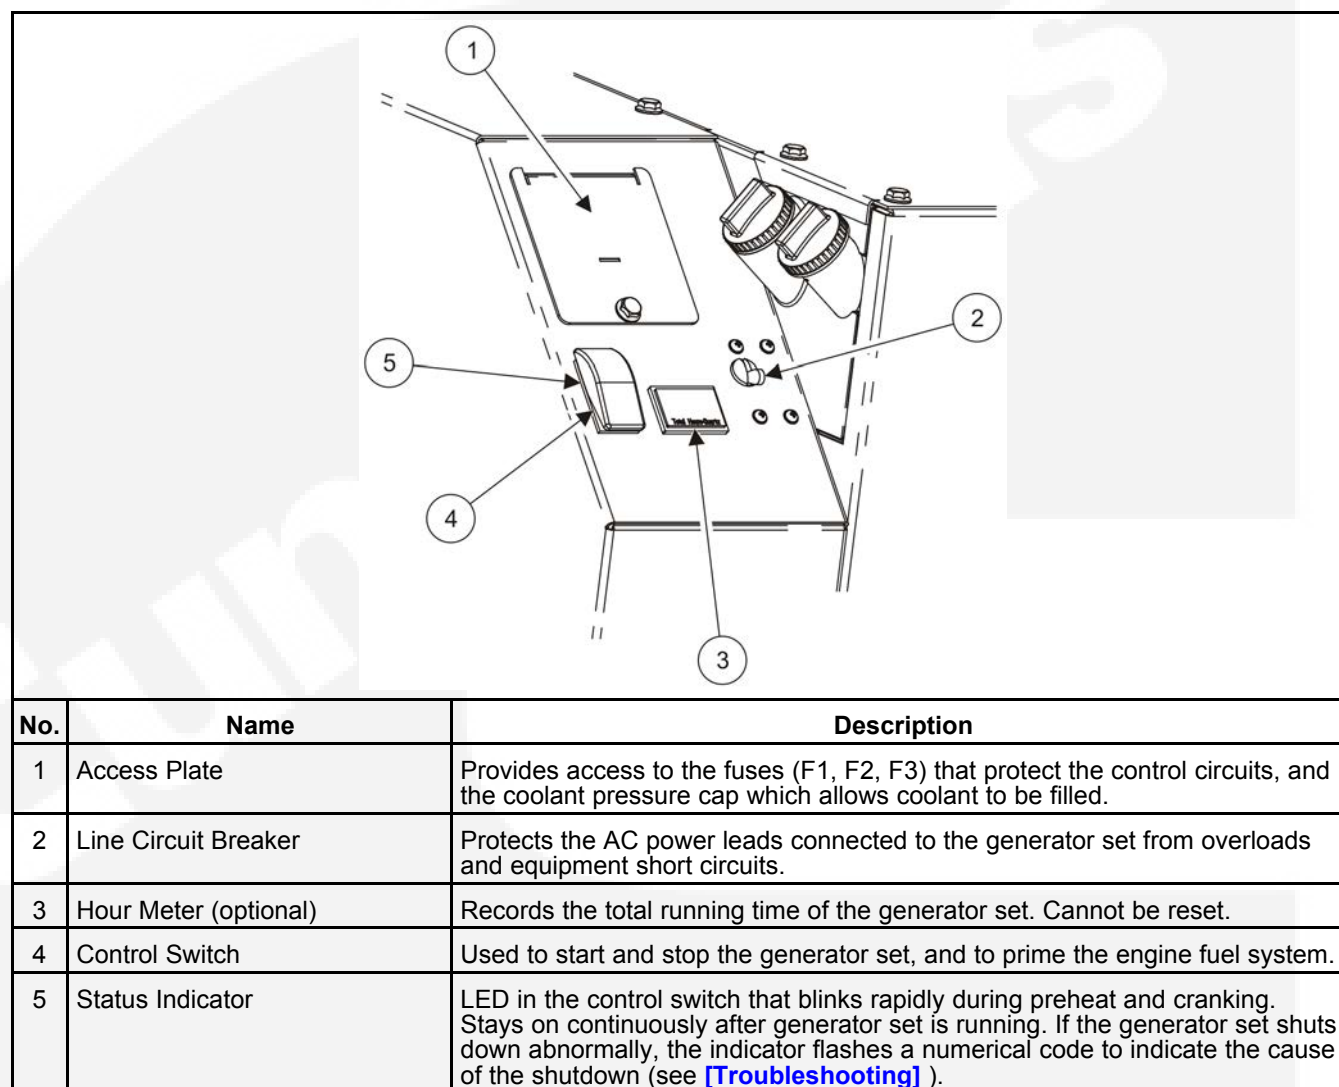 1
2
5
4
3
No. Name Description
1 Access Plate Provides access to the fuses (F1, F2, F3) that protect the control circuits, and
the coolant pressure cap which allows coolant to be filled.
2 Line Circuit Breaker Protects the AC power leads connected to the generator set from overloads
and equipment short circuits.
3 Hour Meter (optional) Records the total running time of the generator set. Cannot be reset.
4 Control Switch Used to start and stop the generator set, and to prime the engine fuel system.
5 Status Indicator LED in the control switch that blinks rapidly during preheat and cranking.
Stays on continuously after generator set is running. If the generator set shuts
down abnormally, the indicator flashes a numerical code to indicate the cause
of the shutdown (see [Troubleshooting] ).